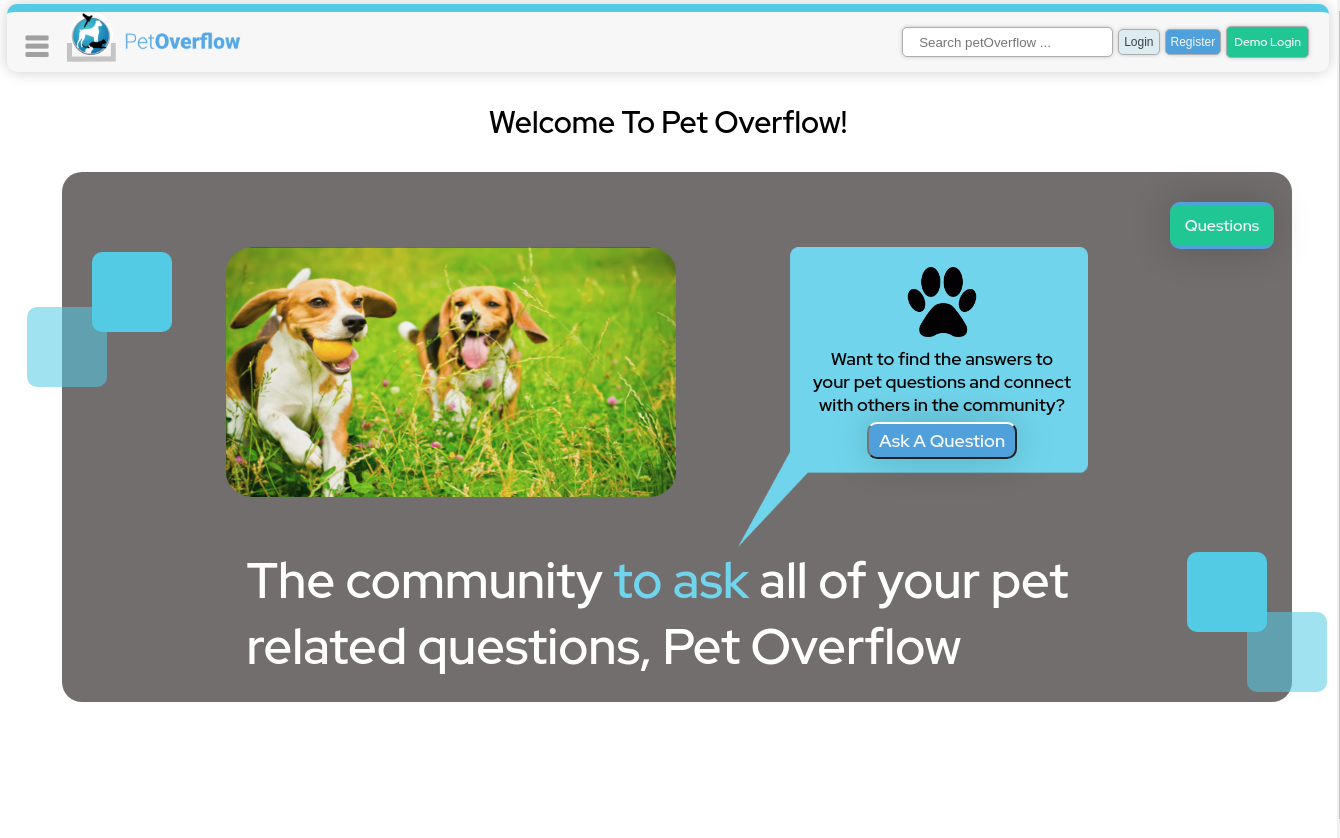 PetOverflow
Search petOverflow ...
Login
Register
Demo Login
Welcome To Pet Overflow!
Questions
Want to find the answers to
your pet questions and connect
with others in the community?
Ask A Question
The community to ask all of your pet
related questions, Pet Overflow